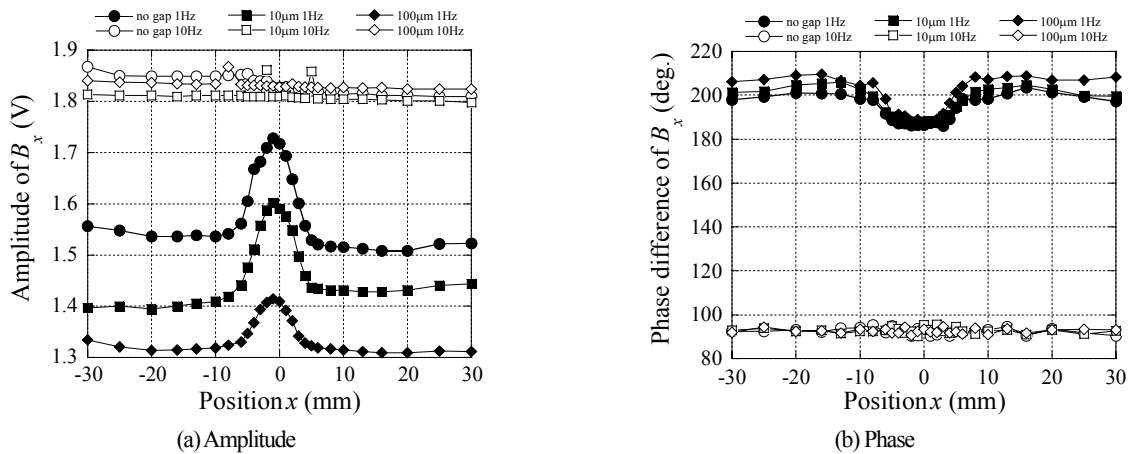 no gap 1Hz 10μm 1Hz 100μm 1Hz
no gap 10Hz 10μm 10Hz 100μm 10Hz
Amplitude of Bx (V)
1.9
1.8
1.7
1.6
1.5
1.4
1.3
-30 -20 -10 0 10 20 30
Position x (mm)
(a) Amplitude
no gap 1Hz 10μm 1Hz 100μm 1Hz
no gap 10Hz 10μm 10Hz 100μm 10Hz
Phase difference of Bx (deg.)
220
200
180
160
140
120
100
80
-30 -20 -10 0 10 20 30
Position x (mm)
(b) Phase